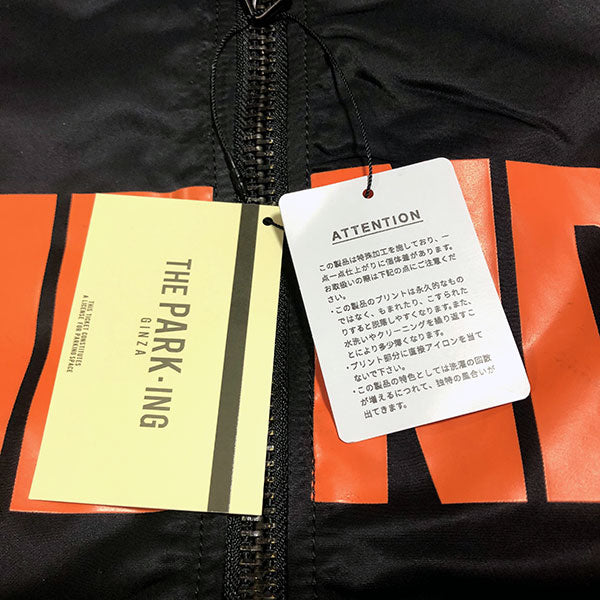 THE PARK·ING
GINZA
THIS TICKET CONSTITUTES
A LICENSE FOR PARKING SPACE
ATTENTION
この製品は特殊加工を施しており、一
点一点仕上がりに個体差があります。
お取扱いの際は下記の点にご注意くだ
さい。
・この製品のプリントは永久的なもの
ではなく、もまれたり、こすられた
りすると脱落しやすくなります。また、
水洗いやクリーニングを繰り返すこ
とにより多少薄くなります。
・プリント部分に直接アイロンを当て
ないで下さい。
・この製品の特色としては洗濯の回数
が増えるにつれて、独特の風合いが
出てきます。